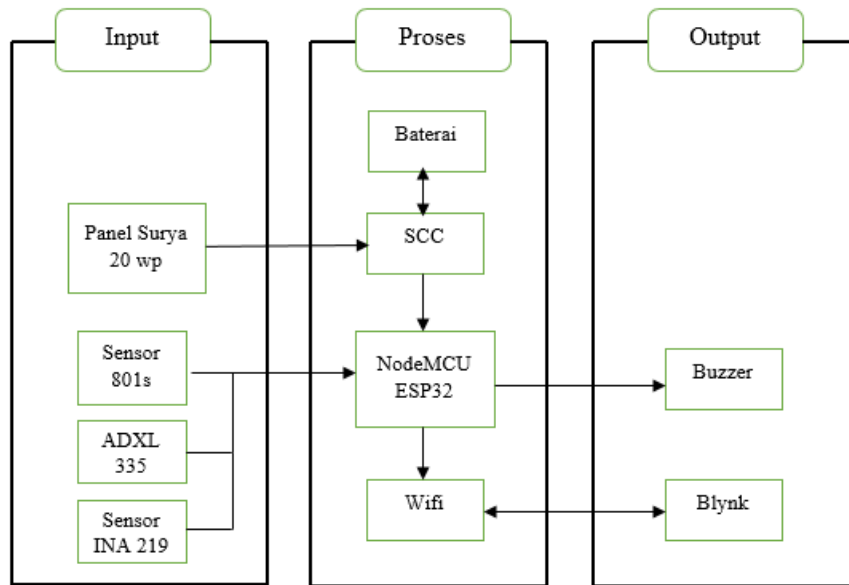 Input
Proses
Output
Baterai
Panel Surya
20 wp
SCC
Sensor
801s
NodeMCU
ESP32
Buzzer
ADXL
335
Sensor
INA 219
Wifi
Blynk